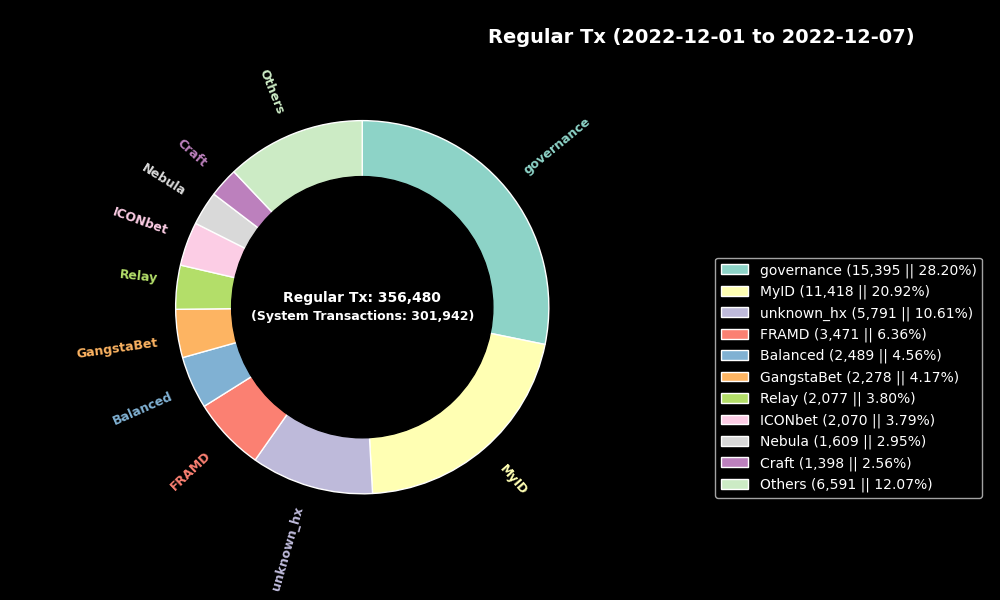 Regular Tx (2022-12-01 to 2022-12-07)
Others
governance
Craft
Nebula
ICONbet
Relay
GangstaBet
Balanced
FRAMD
unknown_hx
MyID
Regular Tx: 356,480
(System Transactions: 301,942)
governance (15,395 || 28.20%)
MyID (11,418 || 20.92%)
unknown_hx (5,791 || 10.61%)
FRAMD (3,471 || 6.36%)
Balanced (2,489 || 4.56%)
GangstaBet (2,278 || 4.17%)
Relay (2,077 || 3.80%)
ICONbet (2,070 || 3.79%)
Nebula (1,609 || 2.95%)
Craft (1,398 || 2.56%)
Others (6,591 || 12.07%)